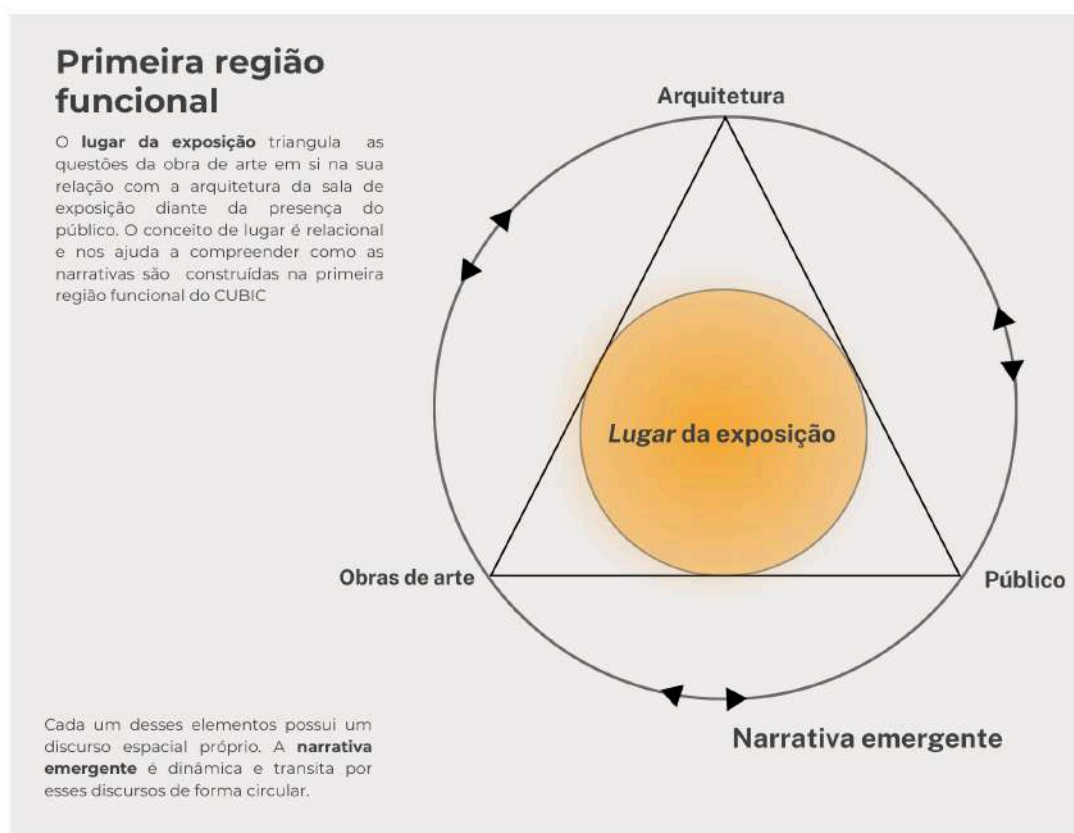 Primeira região
funcional
O lugar da exposição triangula as
questões da obra de arte em si na sua
relação com a arquitetura da sala de
exposição diante da presença do
público. O conceito de lugar é relacional
e nos ajuda a compreender como as
narrativas são construídas na primeira
região funcional do CUBIC
Arquitetura
Lugar da exposição
Obras de arte
Público
Narrativa emergente
Cada um desses elementos possui um
discurso espacial próprio. A narrativa
emergente é dinâmica e transita por
esses discursos de forma circular.